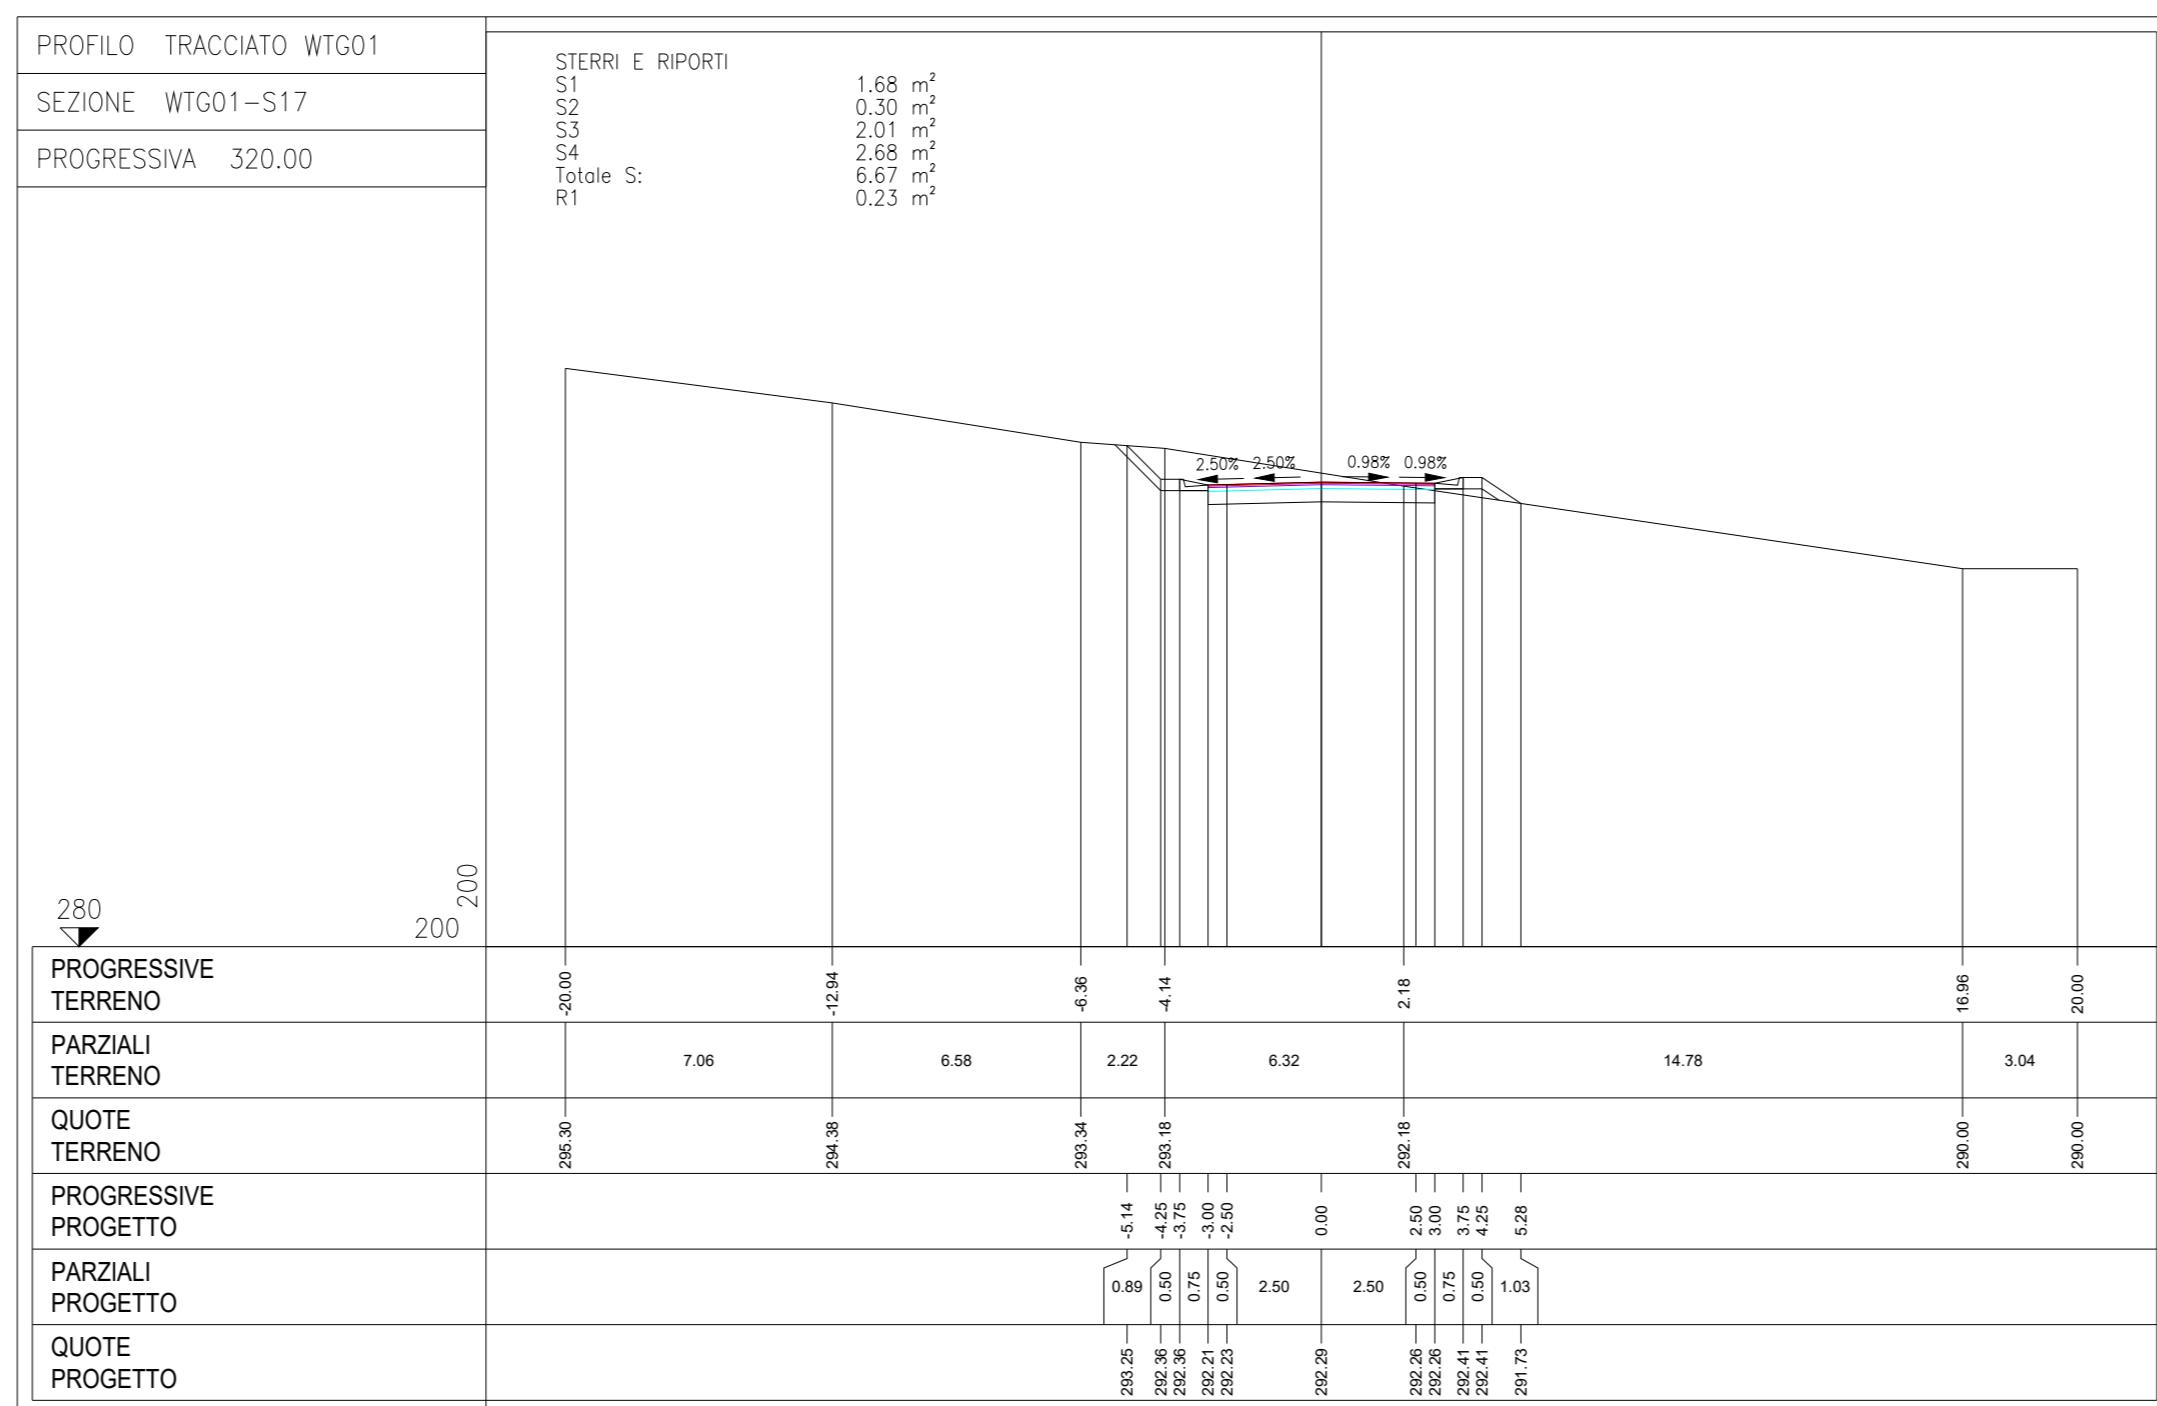 PROFILO TRACCIATO WTG01
SEZIONE WTG01-S17
PROGRESSIVA 320.00
STERRI E RIPORTI
S1 1.68 m²
S2 0.30 m²
S3 2.01 m²
S4 2.68 m²
Totale S: 6.67 m²
R1 0.23 m²
2.50% 2.50% 0.98% 0.98%
280
200
200
PROGRESSIVE
TERRENO
-20.00 -12.94 -6.36 -4.14 2.18 16.96 20.00
PARZIALI
TERRENO
7.06 6.58 2.22 6.32 14.78 3.04
QUOTE
TERRENO
295.30 294.38 293.34 293.18 292.18 290.00 290.00
PROGRESSIVE
PROGETTO
-5.14 -4.25 -3.75 -3.00 -2.50 0.00 2.50 3.00 3.75 4.25 5.28
PARZIALI
PROGETTO
0.89 0.50 0.75 0.50 2.50 2.50 0.50 0.75 0.50 1.03
QUOTE
PROGETTO
293.25 292.36 292.36 292.21 292.23 292.29 292.26 292.26 292.41 292.41 291.73